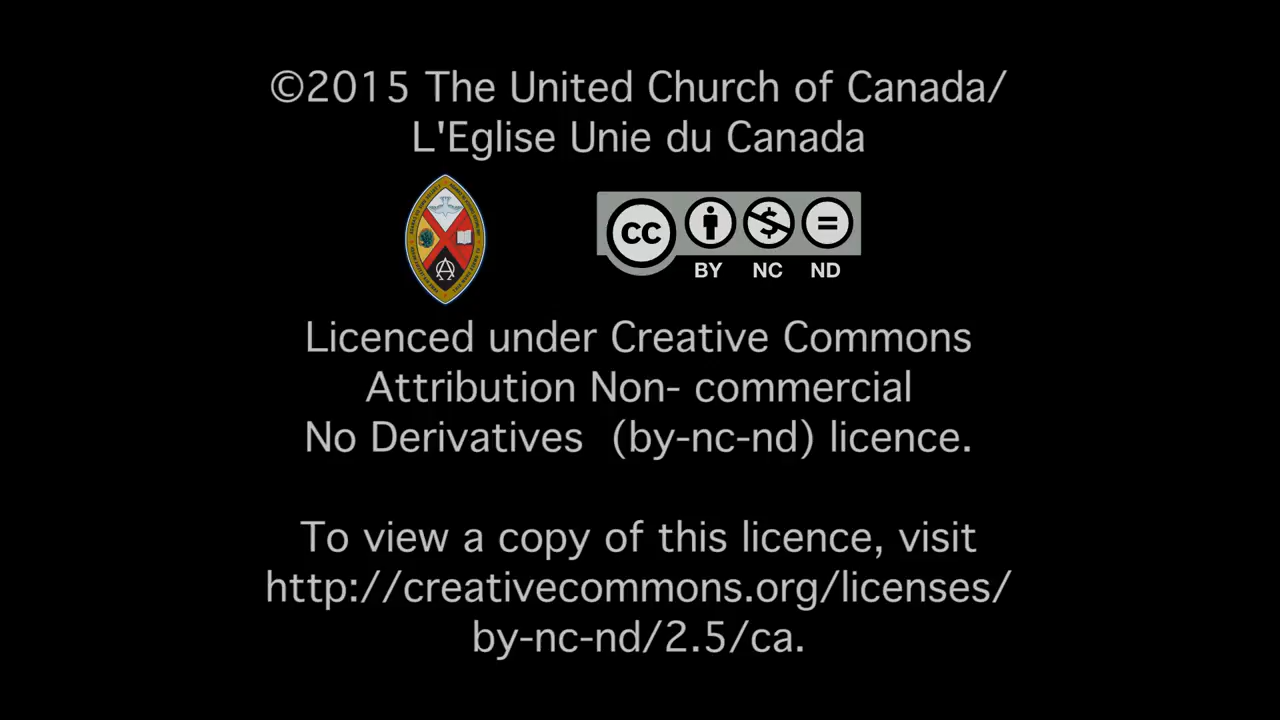 ©2015 The United Church of Canada/
L'Eglise Unie du Canada
CC
BY NC ND
Licenced under Creative Commons
Attribution Non- commercial
No Derivatives (by-nc-nd) licence.
To view a copy of this licence, visit
http://creativecommons.org/licenses/
by-nc-nd/2.5/ca.